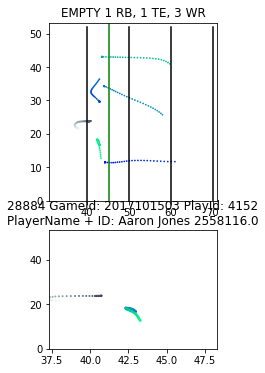 EMPTY 1 RB, 1 TE, 3 WR
50
40
30
20
10
0
40 50 60 70
28884 GameId: 2017101503 PlayId: 4152
PlayerName + ID: Aaron Jones 2558116.0
40
20
0
37.5 40.0 42.5 45.0 47.5